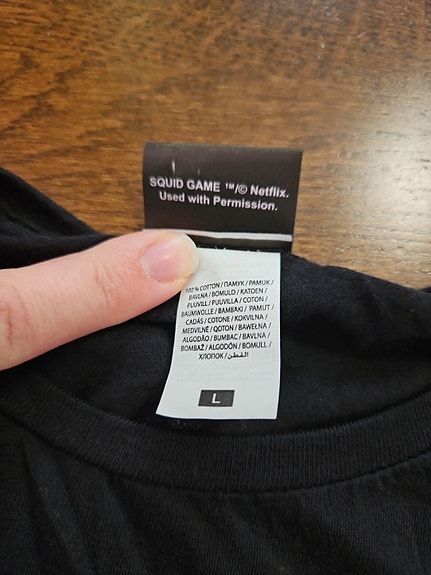 SQUID GAME ™/© Netflix.
Used with Permission.
100% COTTON / ПАМУК / PAMUK /
BAVLNA / BOMULD / KATOEN /
PUUVILL / PUUVILLA / COTON /
BAUMWOLLE / BAMBAKI / PAMUT /
CADÁS / COTONE / KOKVILNA /
MEDVILNĖ / QOTON / BAWEŁNA /
ALGODÃO / BUMBAC / BAVLNA /
BOMBAŽ / ALGODÓN / BOMULL /
ХЛОПОК / القطن
L